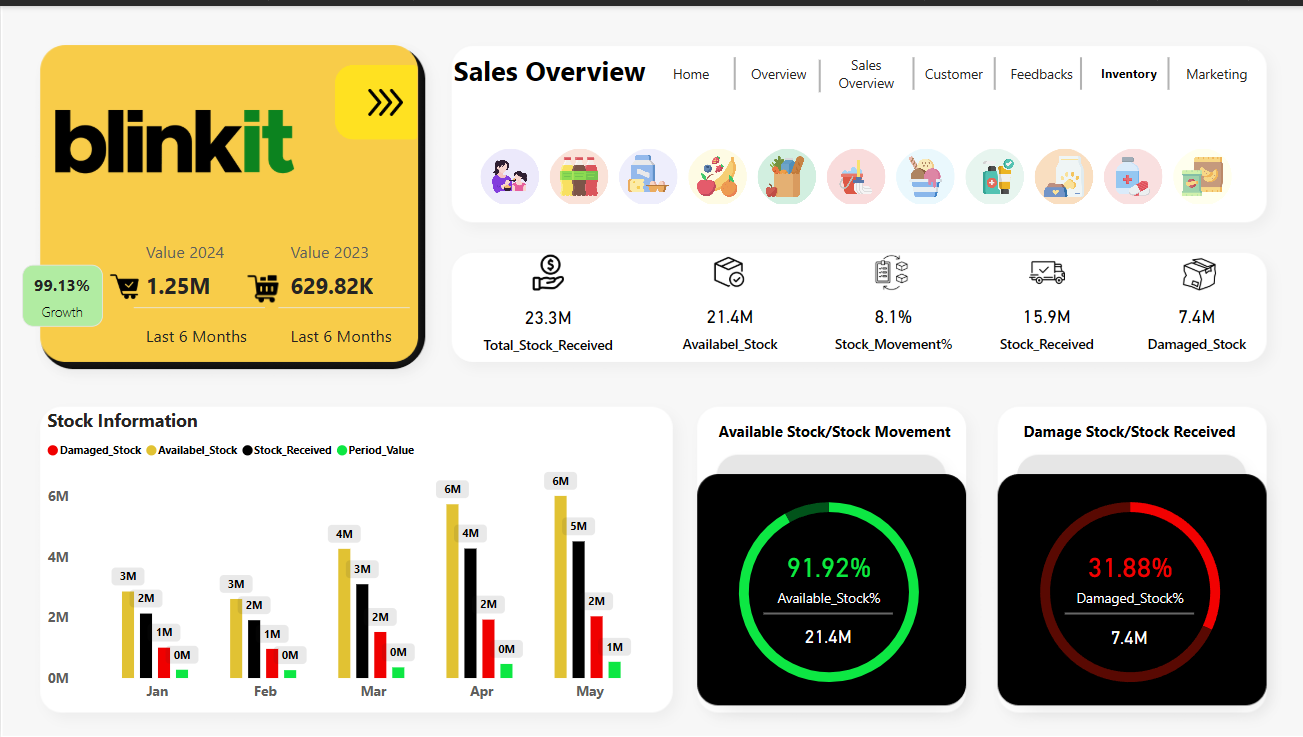 blinkit
Value 2024
Value 2023
1.25M
629.82K
99.13%
Growth
Last 6 Months
Last 6 Months
Sales Overview
Home
Overview
Sales
Overview
Customer
Feedbacks
Inventory
Marketing
23.3M
Total_Stock_Received
21.4M
Availabel_Stock
8.1%
Stock_Movement%
15.9M
Stock_Received
7.4M
Damaged_Stock
Stock Information
Damaged_Stock Availabel_Stock Stock_Received Period_Value
6M
4M
2M
0M
3M
2M
1M
0M
3M
2M
1M
0M
4M
3M
2M
0M
6M
4M
2M
0M
6M
5M
2M
1M
Jan
Feb
Mar
Apr
May
Available Stock/Stock Movement
91.92%
Available_Stock%
21.4M
Damage Stock/Stock Received
31.88%
Damaged_Stock%
7.4M